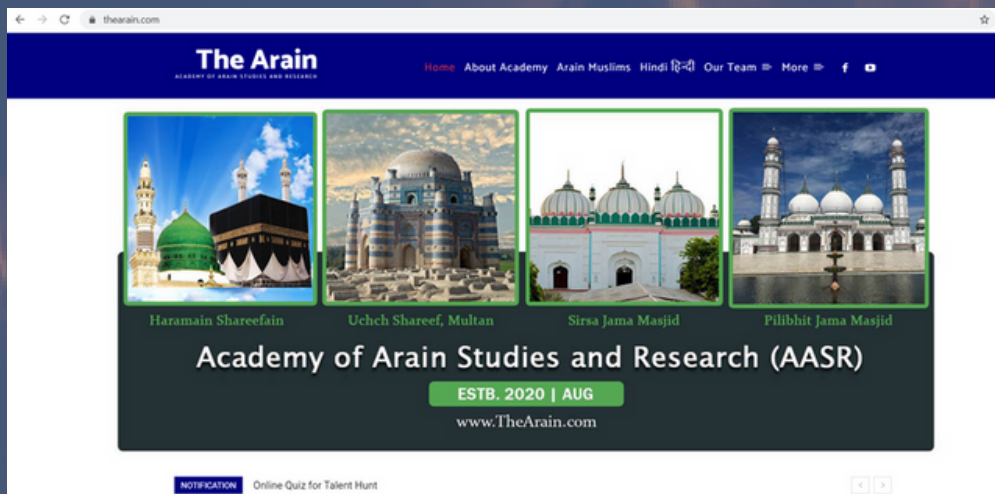 thearain.com
The Arain
ACADEMY OF ARAIN STUDIES AND RESEARCH
Home About Academy Arain Muslims Hindi हिन्दी Our Team More
Haramain Shareefain Uchch Shareef, Multan Sirsa Jama Masjid Pilibhit Jama Masjid
Academy of Arain Studies and Research (AASR)
ESTB. 2020 | AUG
www.TheArain.com
NOTIFICATION Online Quiz for Talent Hunt